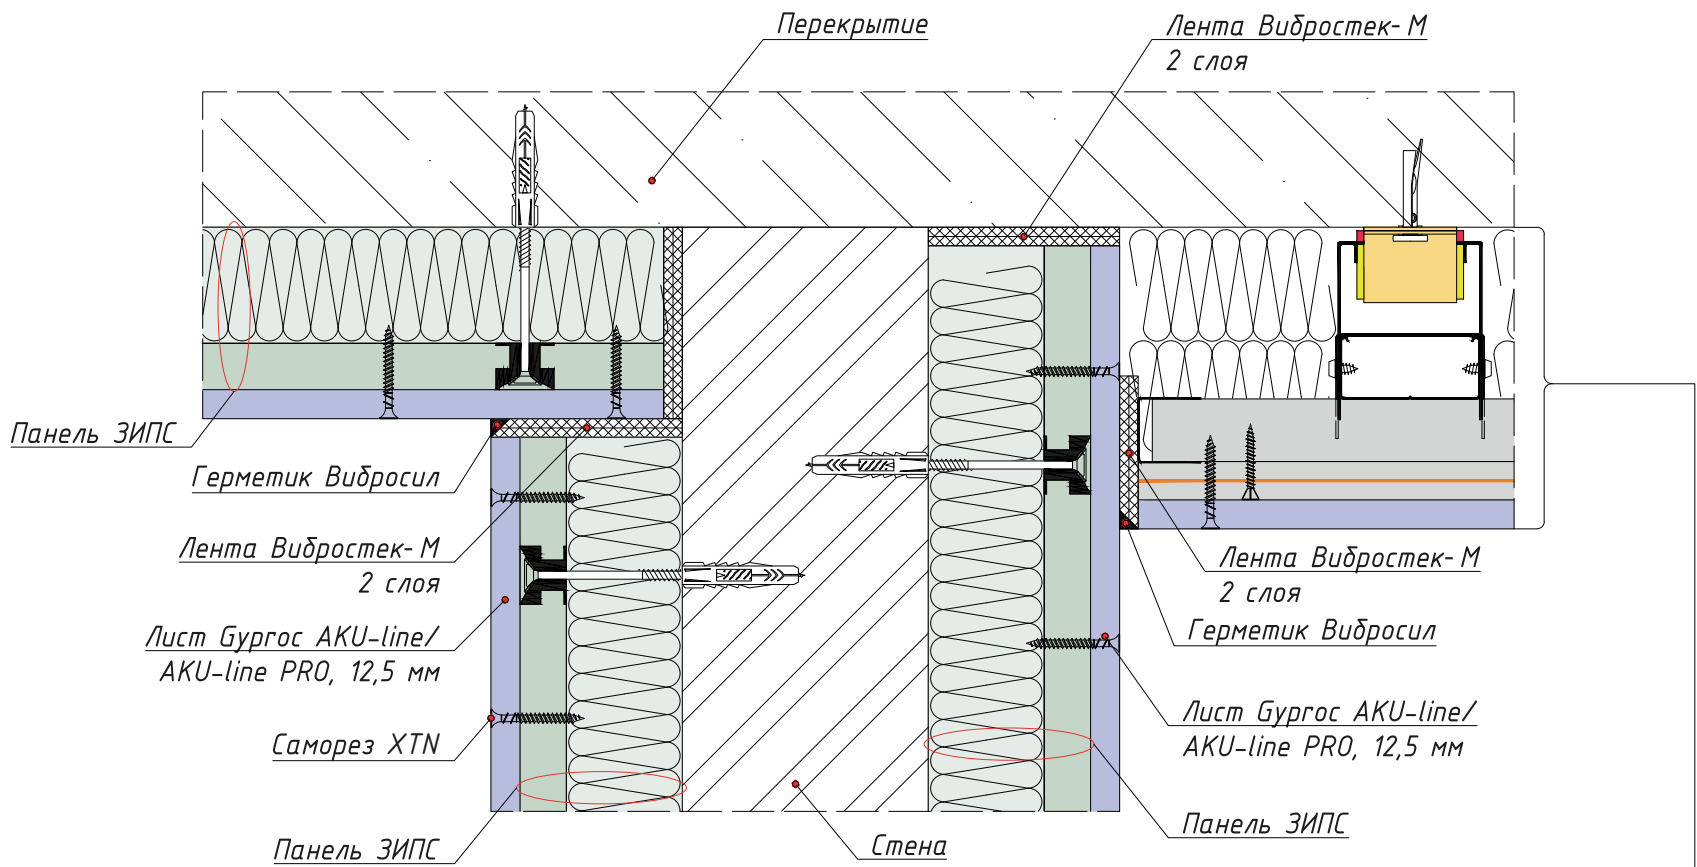 Перекрытие
Лента Вибростек-М
2 слоя
Панель ЗИПС
Герметик Вибросил
Лента Вибростек-М
2 слоя
Лист Gyproc AKU-line/
AKU-line PRO, 12,5 мм
Саморез XTN
Панель ЗИПС
Стена
Лента Вибростек-М
2 слоя
Герметик Вибросил
Лист Gyproc AKU-line/
AKU-line PRO, 12,5 мм
Панель ЗИПС